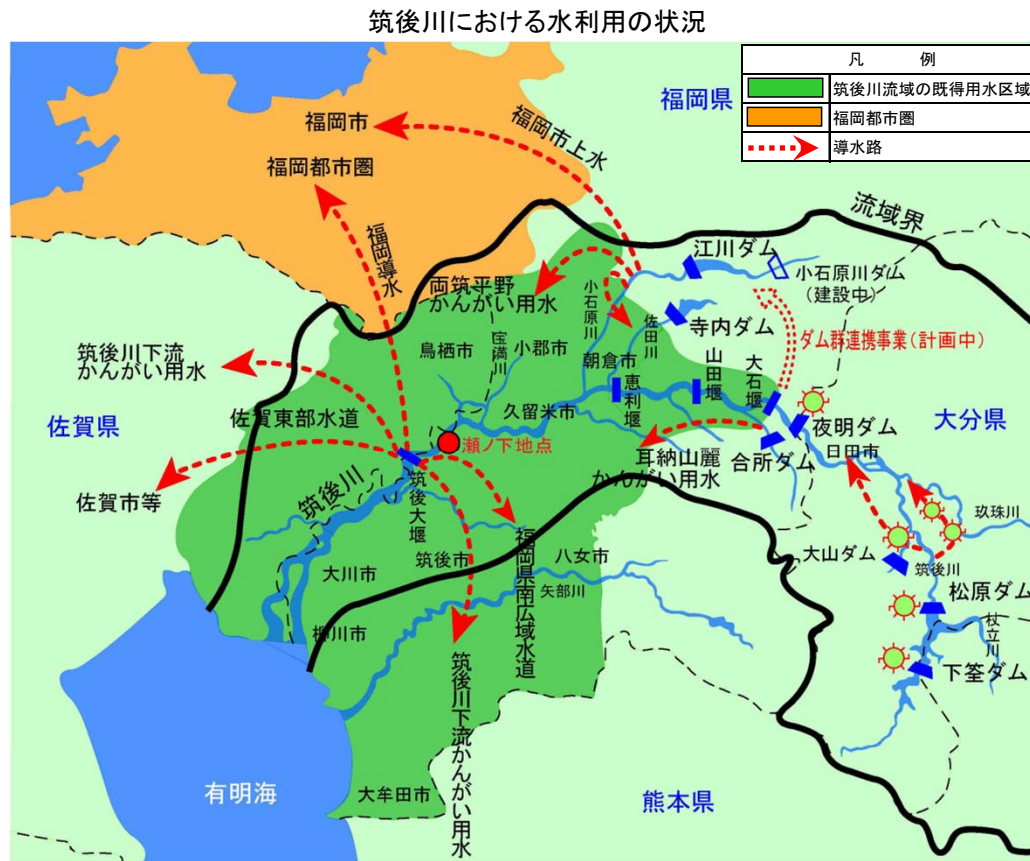 筑後川における水利用の状況
凡 例
筑後川流域の既得用水区域
福岡都市圏
導水路
福岡県
福岡市
福岡市上水
福岡都市圏
福岡導水
流域界
江川ダム
小石原川ダム
(建設中)
両筑平野
かんがい用水
小石原川
佐田川
寺内ダム
ダム群連携事業(計画中)
筑後川下流
かんがい用水
鳥栖市
宝満川
小郡市
朝倉市
恵利堰
山田堰
大石堰
佐賀県
佐賀東部水道
久留米市
夜明ダム
大分県
瀬ノ下地点
耳納山麓
かんがい用水
合所ダム
日田市
佐賀市等
筑後川
筑後大堰
玖珠川
大川市
筑後市
福岡県南広域水道
八女市
矢部川
大山ダム
筑後川
松原ダム
柳川市
杖立川
下筌ダム
筑後川下流かんがい用水
有明海
大牟田市
熊本県